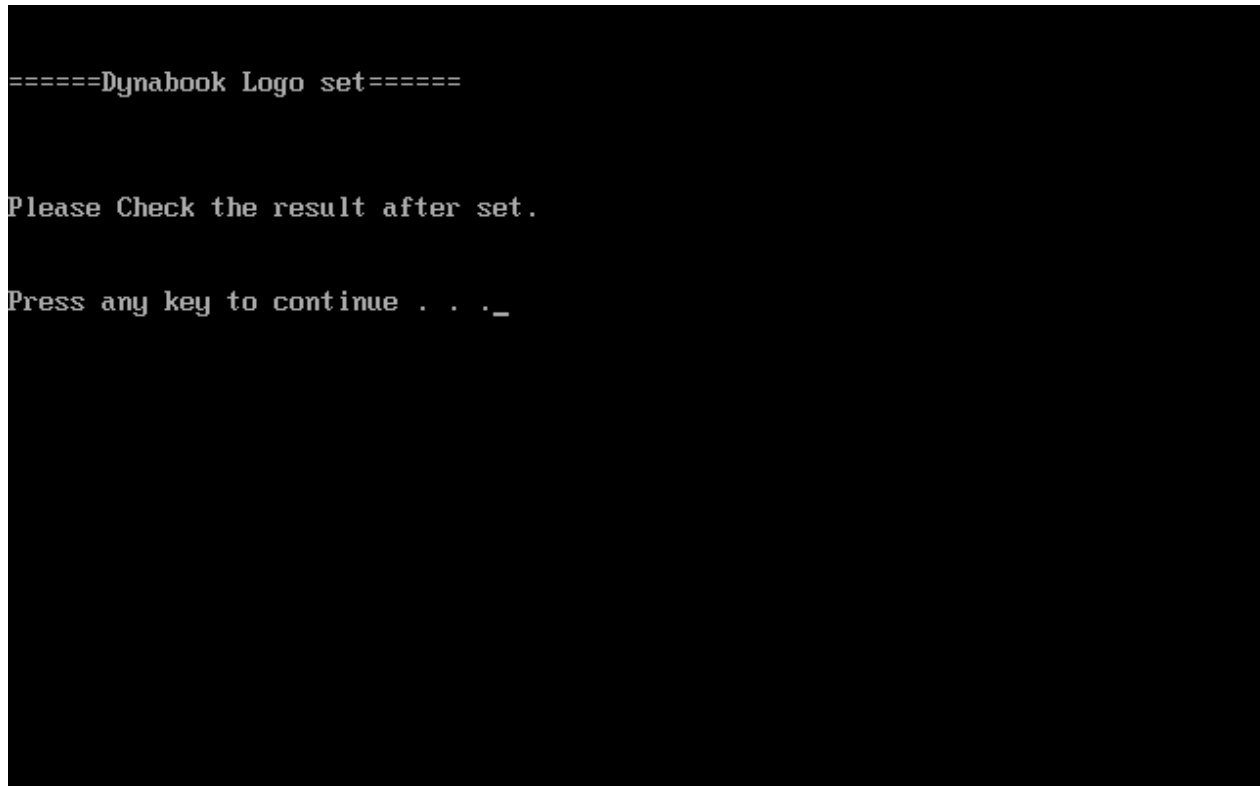 ======Dynabook Logo set======
Please Check the result after set.
Press any key to continue . . ._